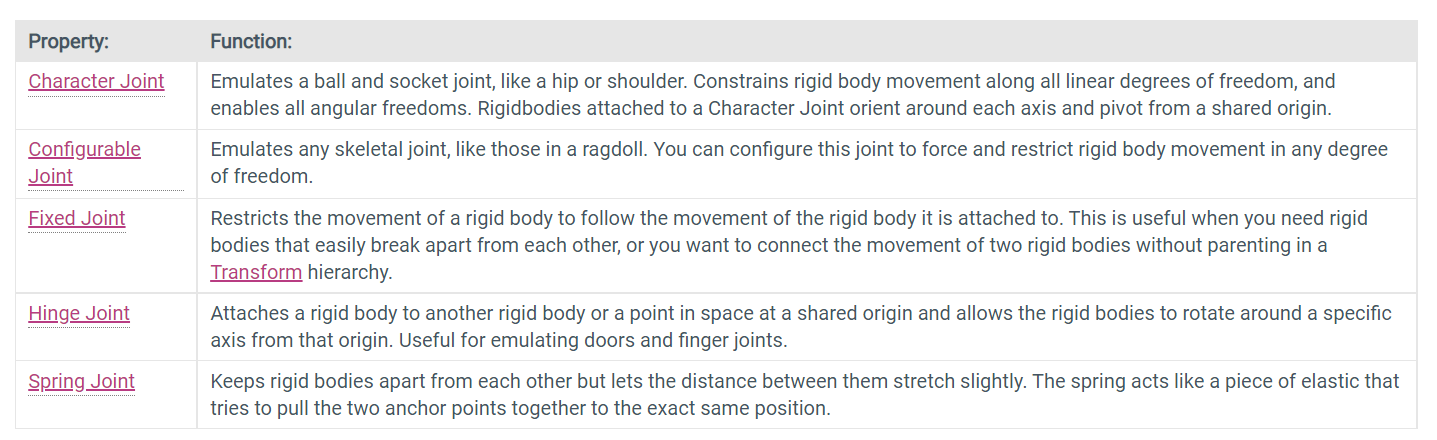 Property: Function:
Character Joint Emulates a ball and socket joint, like a hip or shoulder. Constrains rigid body movement along all linear degrees of freedom, and
enables all angular freedoms. Rigidbodies attached to a Character Joint orient around each axis and pivot from a shared origin.
Configurable Emulates any skeletal joint, like those in a ragdoll. You can configure this joint to force and restrict rigid body movement in any degree
Joint of freedom.
Fixed Joint Restricts the movement of a rigid body to follow the movement of the rigid body it is attached to. This is useful when you need rigid
bodies that easily break apart from each other, or you want to connect the movement of two rigid bodies without parenting in a
Transform hierarchy.
Hinge Joint Attaches a rigid body to another rigid body or a point in space at a shared origin and allows the rigid bodies to rotate around a specific
axis from that origin. Useful for emulating doors and finger joints.
Spring Joint Keeps rigid bodies apart from each other but lets the distance between them stretch slightly. The spring acts like a piece of elastic that
tries to pull the two anchor points together to the exact same position.